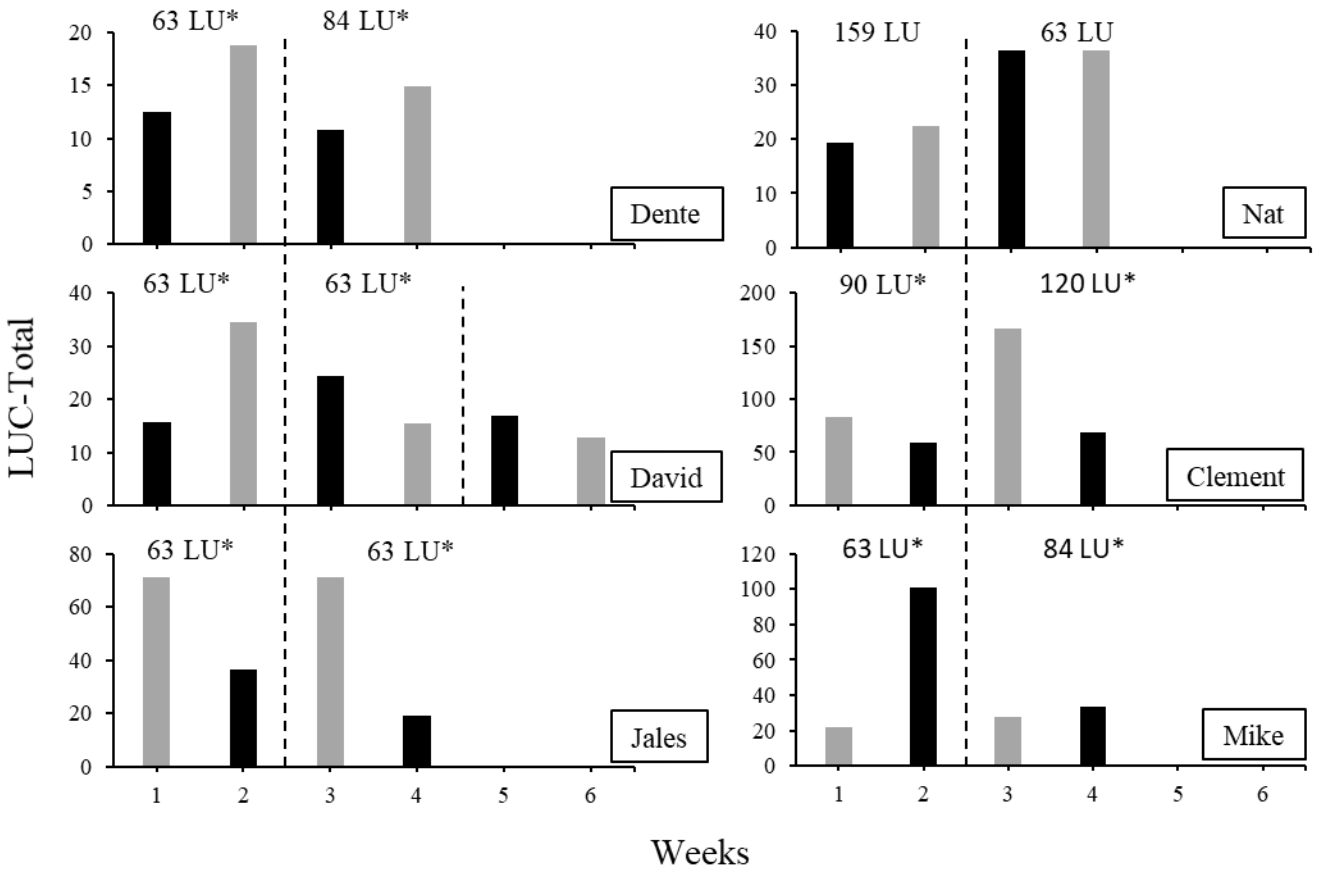 LUC-Total
63 LU* 84 LU*
20
15
10
5
0
Dente
159 LU 63 LU
40
30
20
10
0
Nat
63 LU* 63 LU*
40
30
20
10
0
David
90 LU* 120 LU*
200
150
100
50
0
Clement
63 LU* 63 LU*
80
60
40
20
0
Jales
1 2 3 4 5 6
63 LU* 84 LU*
120
100
80
60
40
20
0
Mike
1 2 3 4 5 6
Weeks